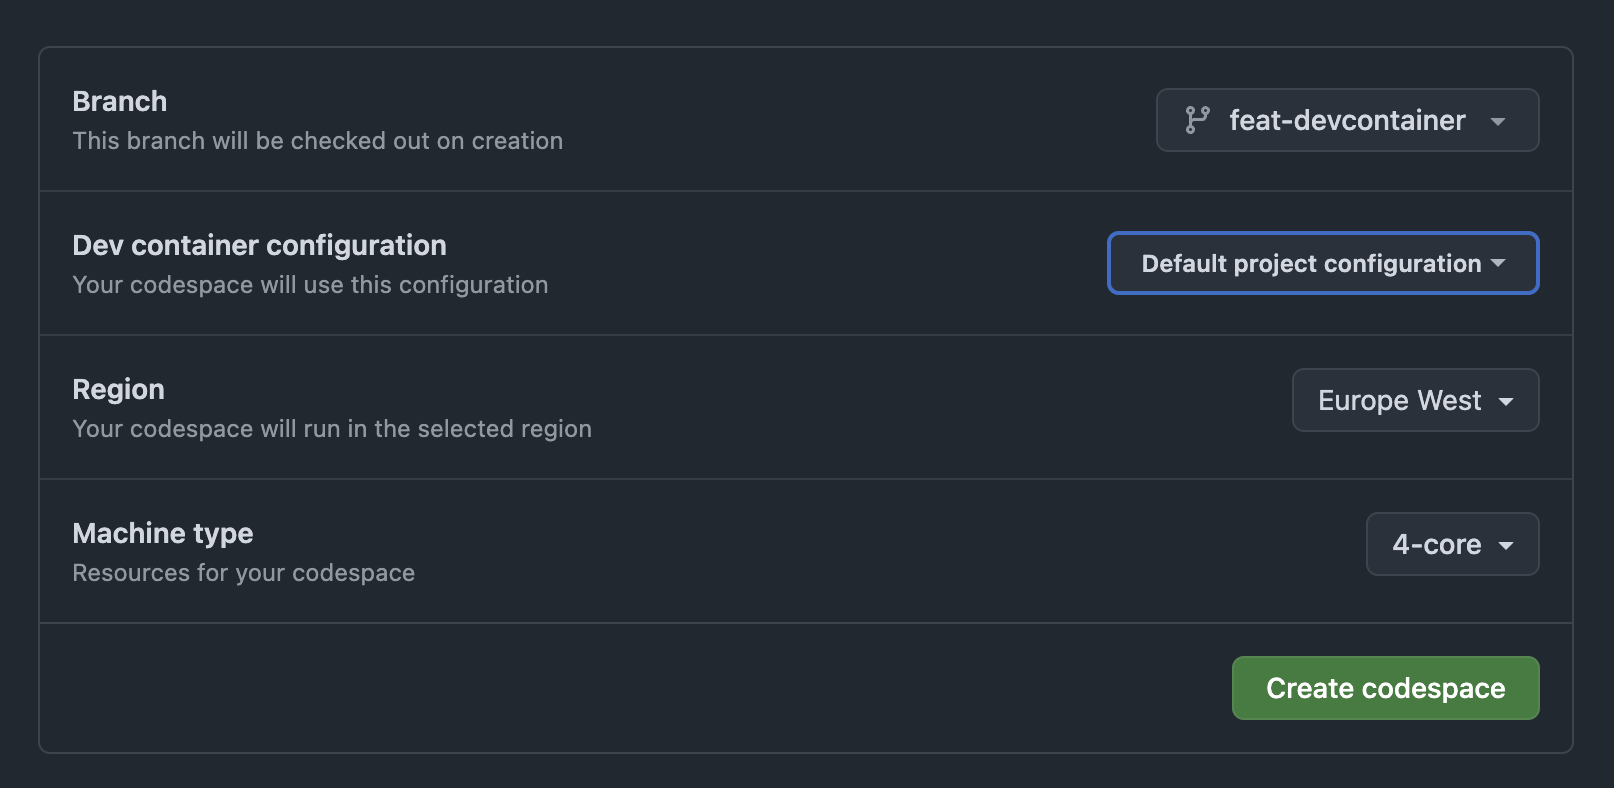 Branch
This branch will be checked out on creation
feat-devcontainer
Dev container configuration
Your codespace will use this configuration
Default project configuration
Region
Your codespace will run in the selected region
Europe West
Machine type
Resources for your codespace
4-core
Create codespace